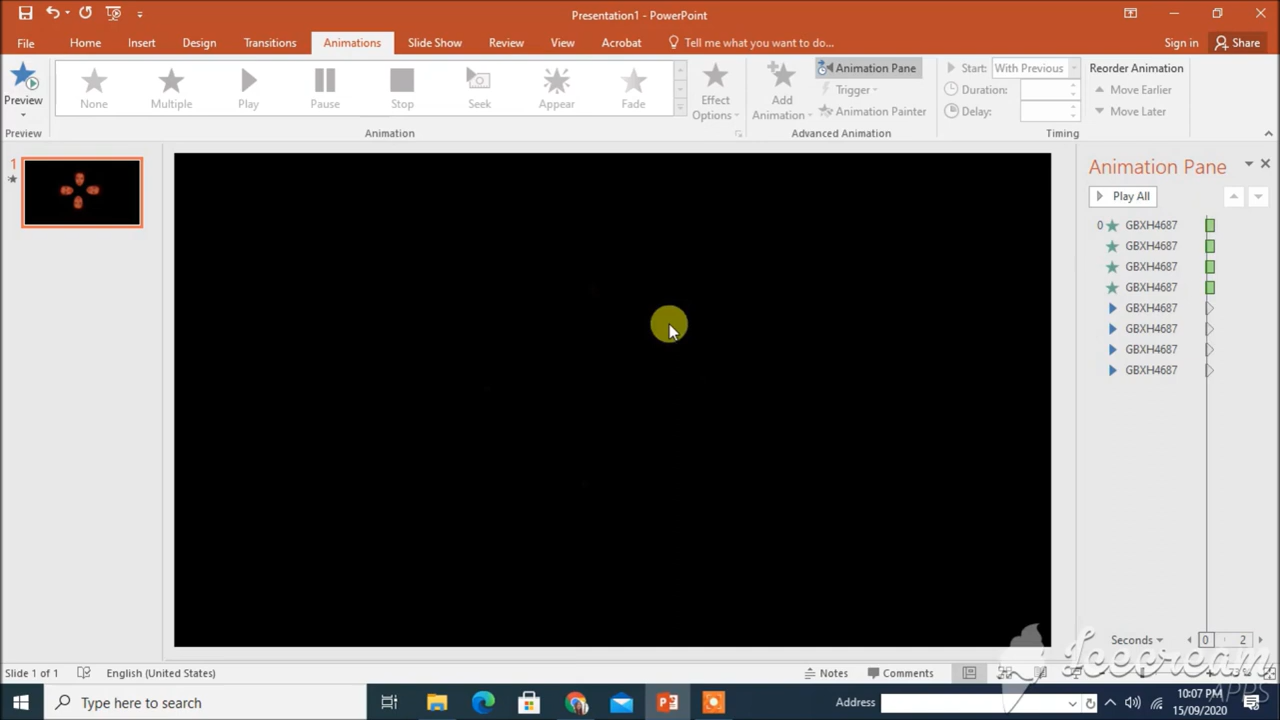 Presentation1 - PowerPoint
File Home Insert Design Transitions Animations Slide Show Review View Acrobat Tell me what you want to do... Sign in Share
Preview
Preview
None Multiple Play Pause Stop Seek Appear Fade
Animation
Effect Options
Add Animation
Animation Pane
Trigger
Animation Painter
Advanced Animation
Start: With Previous
Duration:
Delay:
Timing
Reorder Animation
Move Earlier
Move Later
1
Animation Pane
Play All
0 GBXH4687
GBXH4687
GBXH4687
GBXH4687
GBXH4687
GBXH4687
GBXH4687
GBXH4687
Seconds 0 2
Slide 1 of 1 English (United States) Notes Comments
Icecream
APPS
Type here to search
Address
10:07 PM
15/09/2020